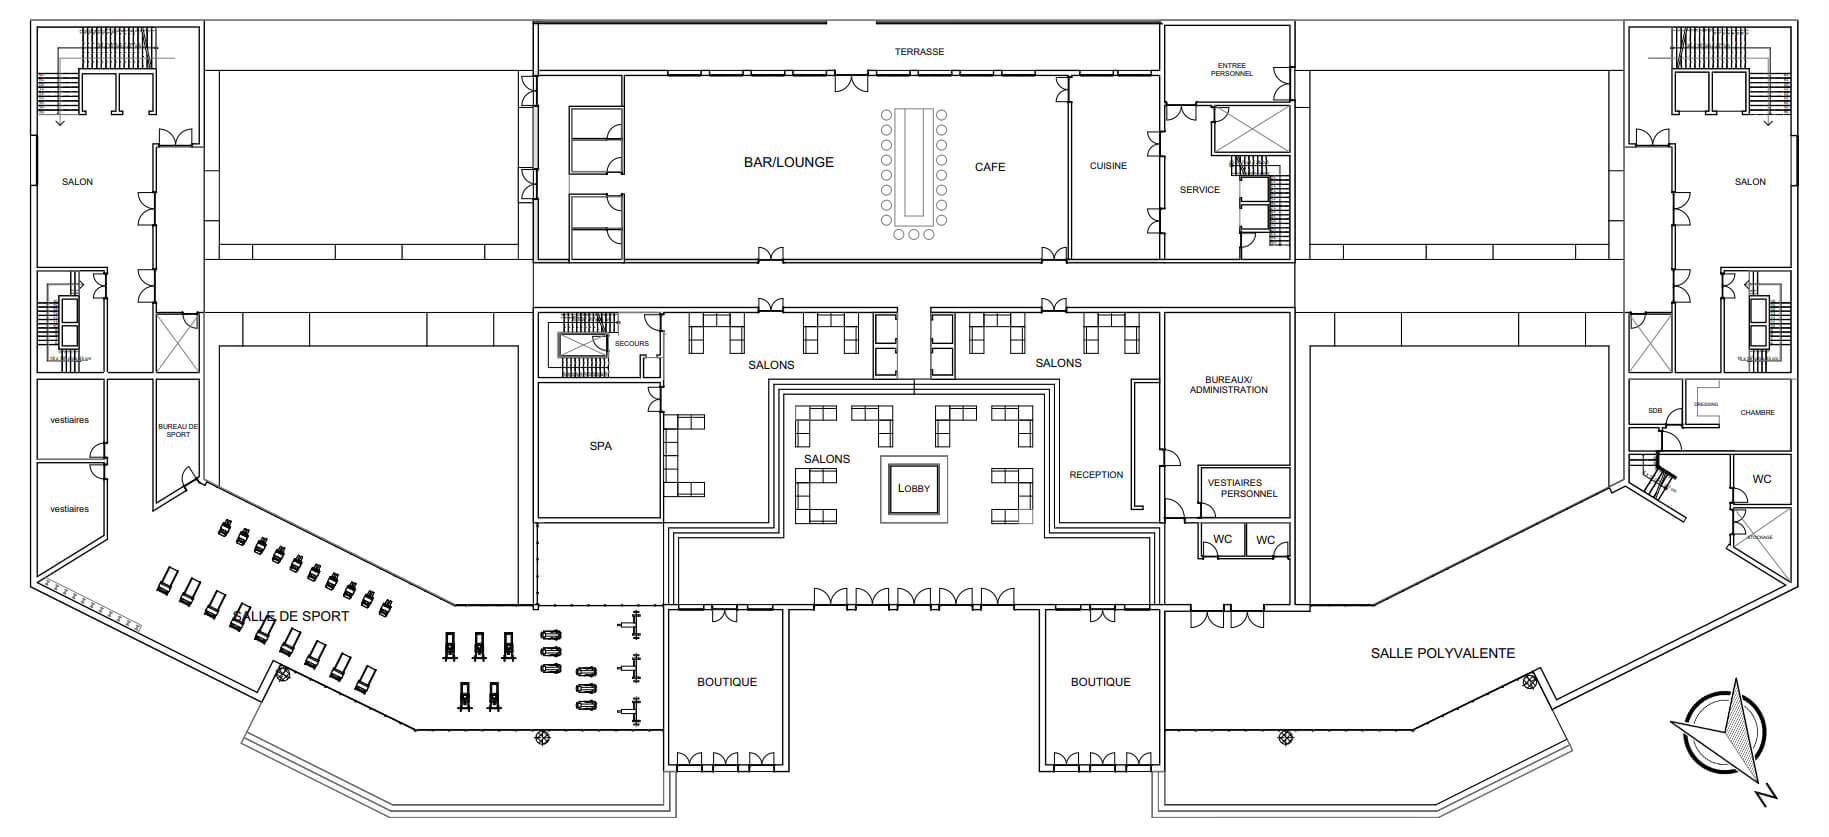 TERRASSE
ENTREE
PERSONNEL
BAR/LOUNGE
CAFE
CUISINE
SERVICE
SALON
SALON
SECOURS
SALONS
SALONS
BUREAUX/
ADMINISTRATION
vestiaires
BUREAU DE
SPORT
SDB
DRESSING
CHAMBRE
SPA
SALONS
LOBBY
RECEPTION
VESTIAIRES
PERSONNEL
WC
vestiaires
WC
WC
STOCKAGE
SALLE DE SPORT
SALLE POLYVALENTE
BOUTIQUE
BOUTIQUE
N